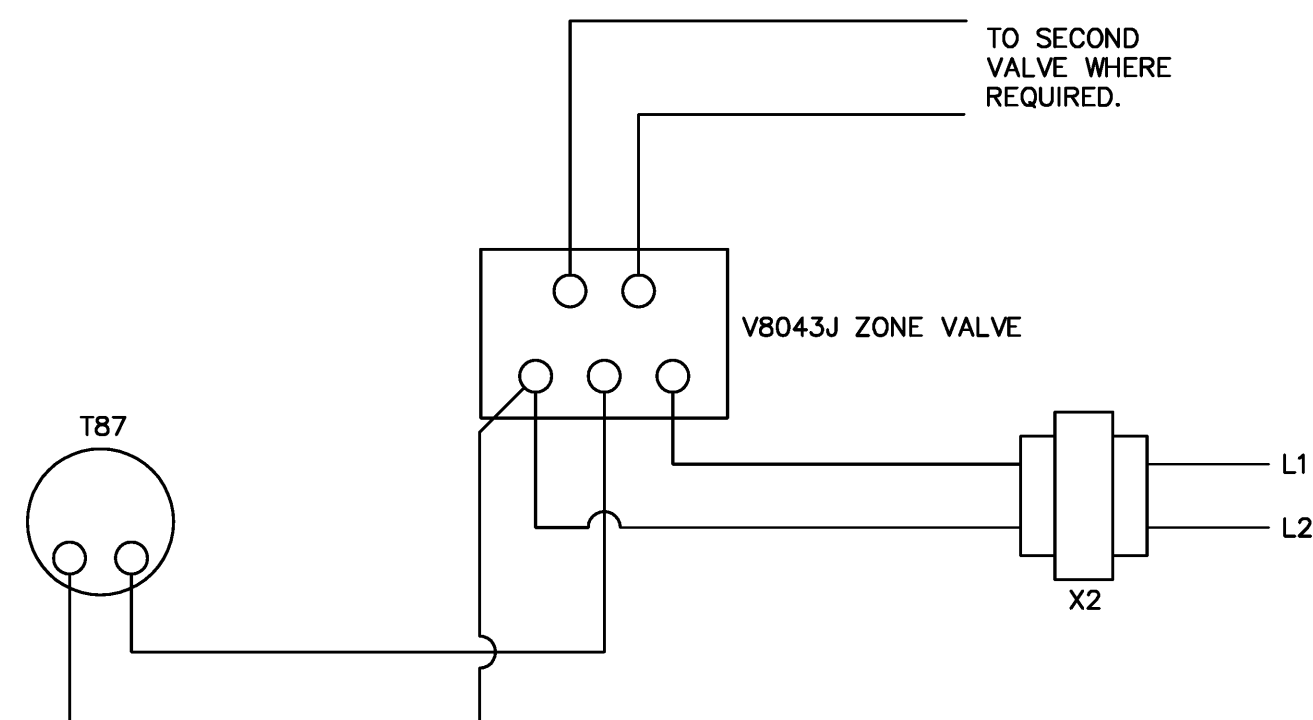 TO SECOND
VALVE WHERE
REQUIRED.
V8043J ZONE VALVE
T87
L1
L2
X2